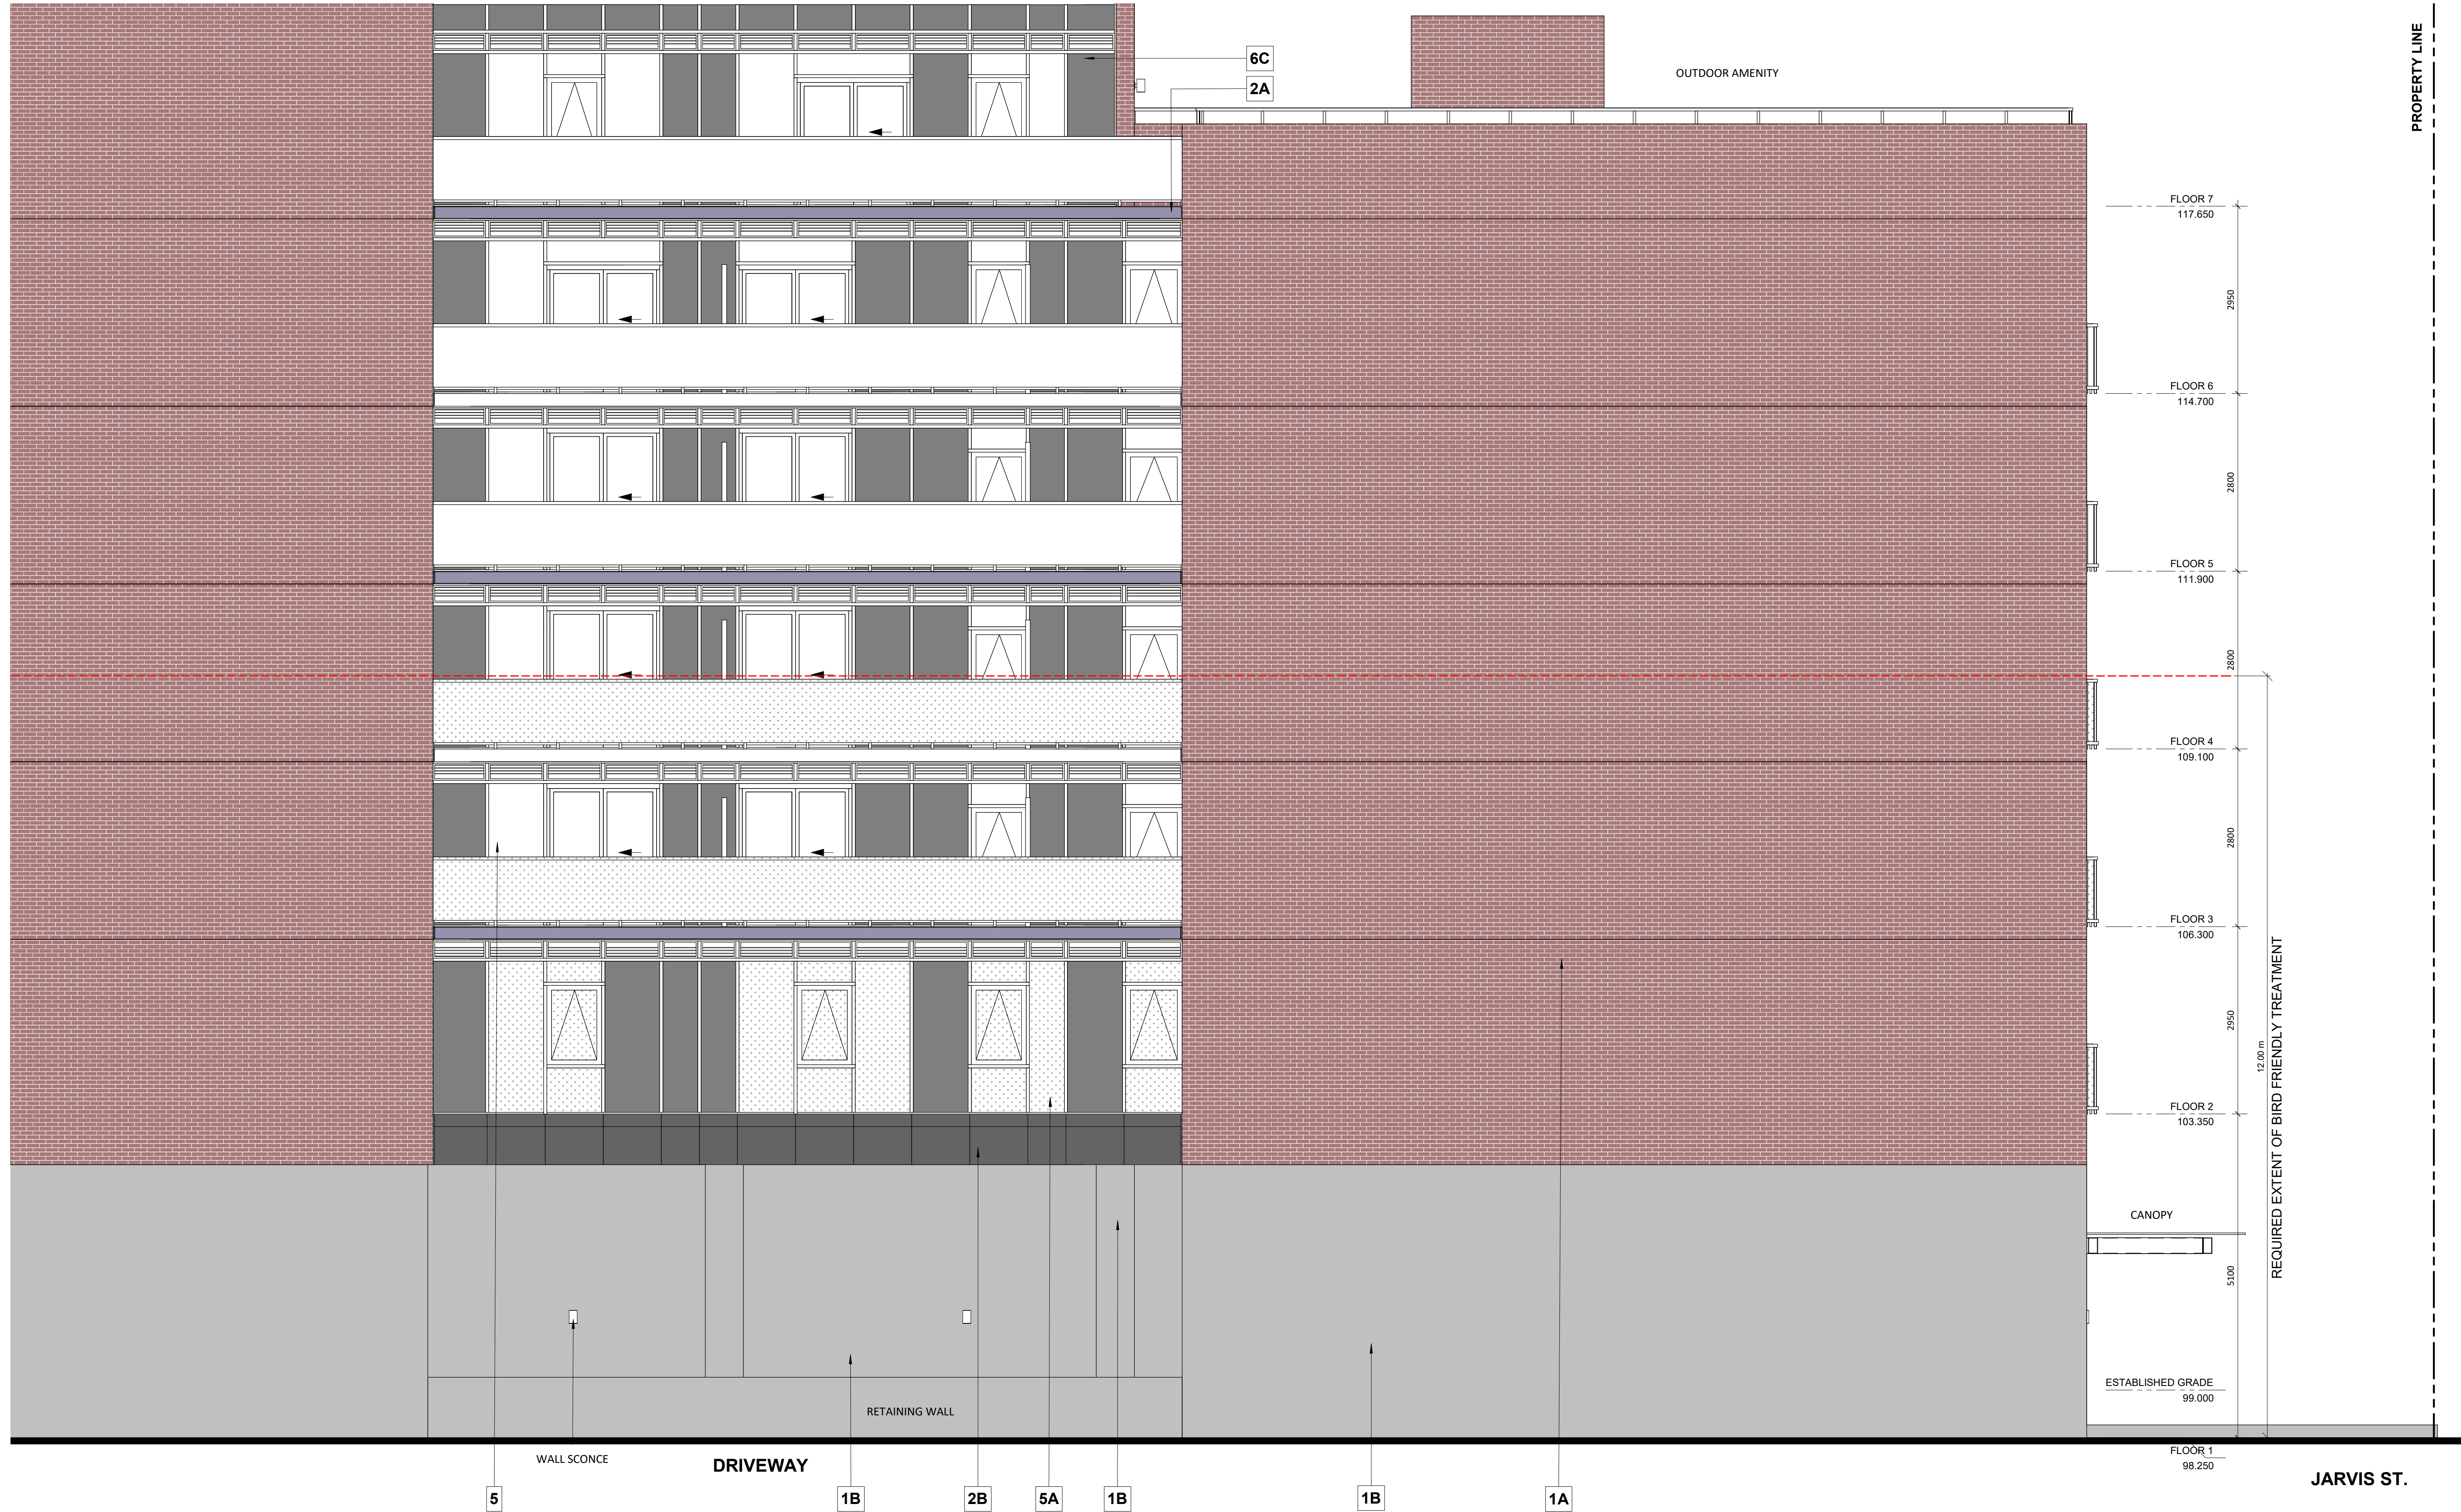 PROPERTY LINE
6C
2A
OUTDOOR AMENITY
FLOOR 7
117.650
2950
FLOOR 6
114.700
2800
FLOOR 5
111.900
2800
FLOOR 4
109.100
2800
FLOOR 3
106.300
2950
FLOOR 2
103.350
12.00 m
REQUIRED EXTENT OF BIRD FRIENDLY TREATMENT
CANOPY
5100
ESTABLISHED GRADE
99.000
RETAINING WALL
FLOOR 1
98.250
WALL SCONCE
DRIVEWAY
JARVIS ST.
5
1B
2B
5A
1B
1B
1A